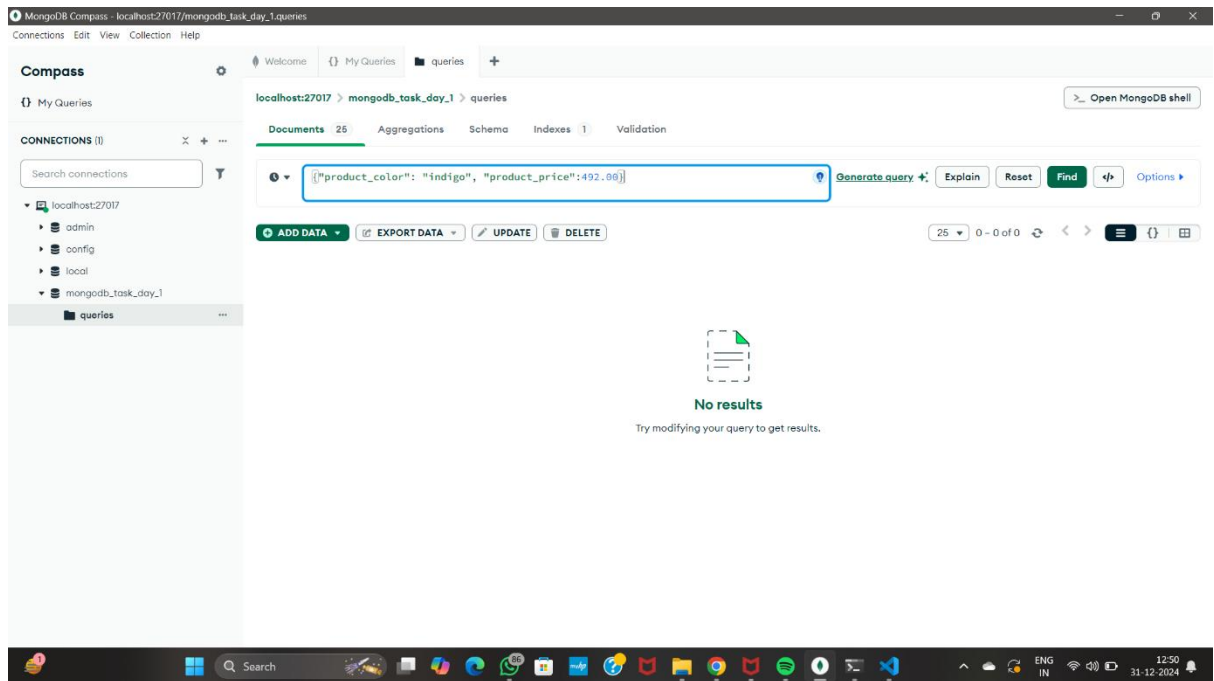 MongoDB Compass - localhost:27017/mongodb_task_day_1.queries
Connections Edit View Collection Help
Compass
Welcome {} My Queries queries +
{} My Queries
localhost:27017 > mongodb_task_day_1 > queries
>_ Open MongoDB shell
Documents 25 Aggregations Schema Indexes 1 Validation
CONNECTIONS (1)
Search connections
{"product_color": "indigo", "product_price":492.00}
Generate query Explain Reset Find </> Options
localhost:27017
admin
config
local
mongodb_task_day_1
queries
ADD DATA EXPORT DATA UPDATE DELETE
25 0 – 0 of 0 {}
No results
Try modifying your query to get results.
1
Search
86
ENG
IN
12:50
31-12-2024